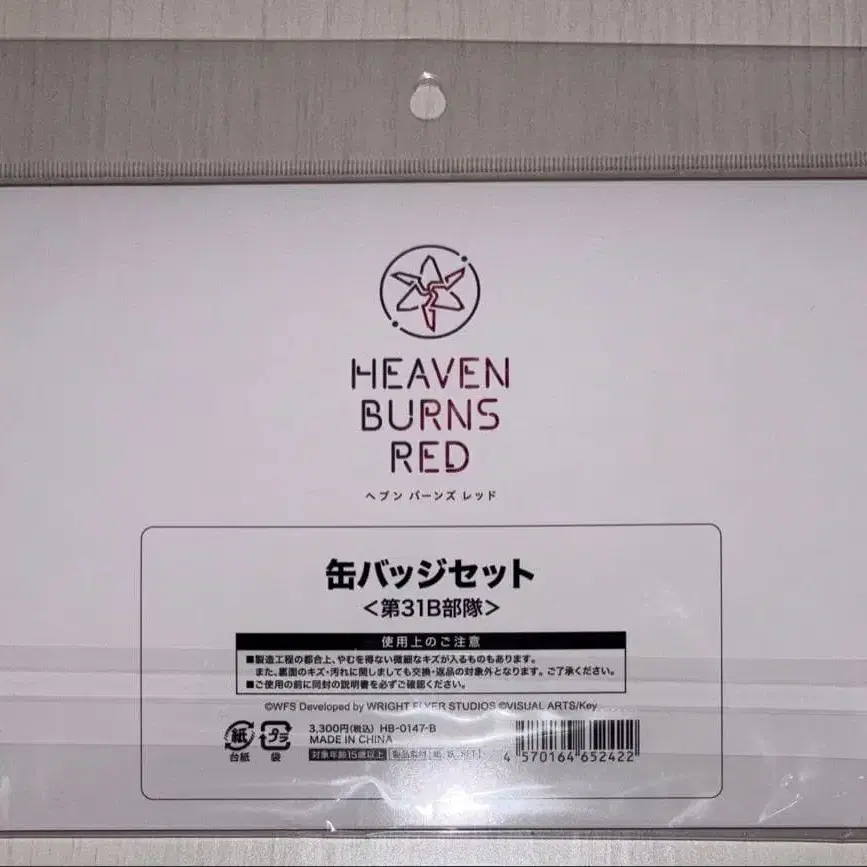 HEAVEN
BURNS
RED
ヘブン バーンズ レッド
缶バッジセット
＜第31B部隊＞
使用上のご注意
■製造工程の都合上、やむを得ない微細なキズが入るものもあります。
また、裏面のキズ・汚れに関しましても交換・返品の対象外となります。ご了承ください。
■ご使用の前に同封の説明書を必ずご確認ください。
©WFS Developed by WRIGHT FLYER STUDIOS ©VISUAL ARTS/Key
紙 プラ 3,300円(税込) HB-0147-B
台紙 袋 MADE IN CHINA
対象年齢15歳以上 製品素材 紙、鉄、PET
4 570164 652422